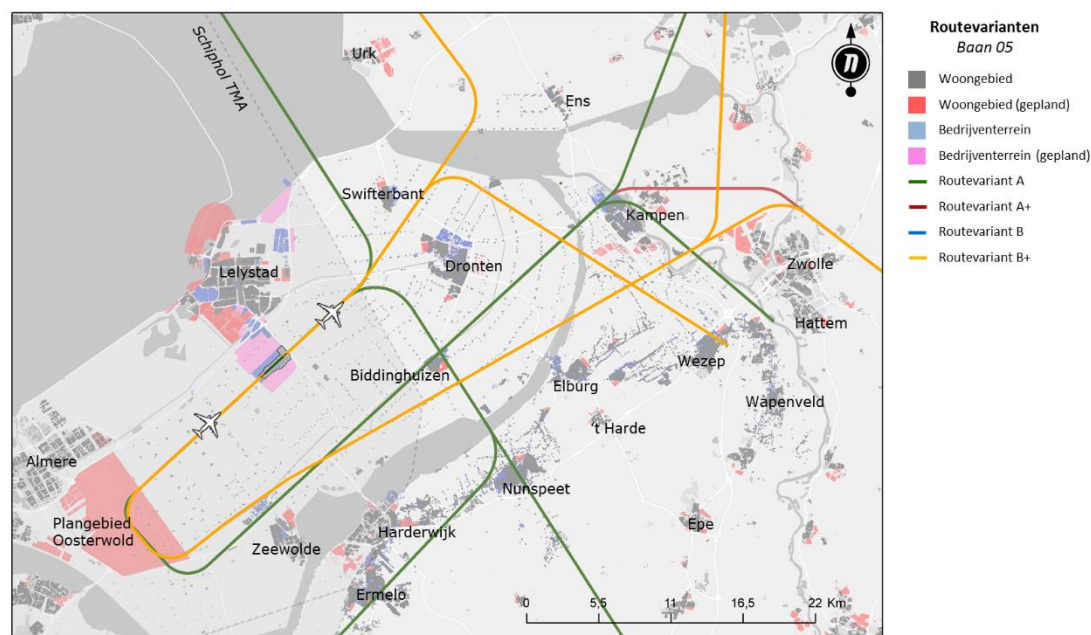 Schiphol TMA
Urk
Ens
Swifterbant
Kampen
Dronten
Lelystad
Zwolle
Hattem
Biddinghuizen
Elburg
Wezep
Wapenveld
't Harde
Almere
Nunspeet
Plangebied
Oosterwold
Zeewolde
Harderwijk
Epe
Ermelo
0 5,5 11 16,5 22 Km
Routevarianten
Baan 05
n
Woongebied
Woongebied (gepland)
Bedrijventerrein
Bedrijventerrein (gepland)
Routevariant A
Routevariant A+
Routevariant B
Routevariant B+